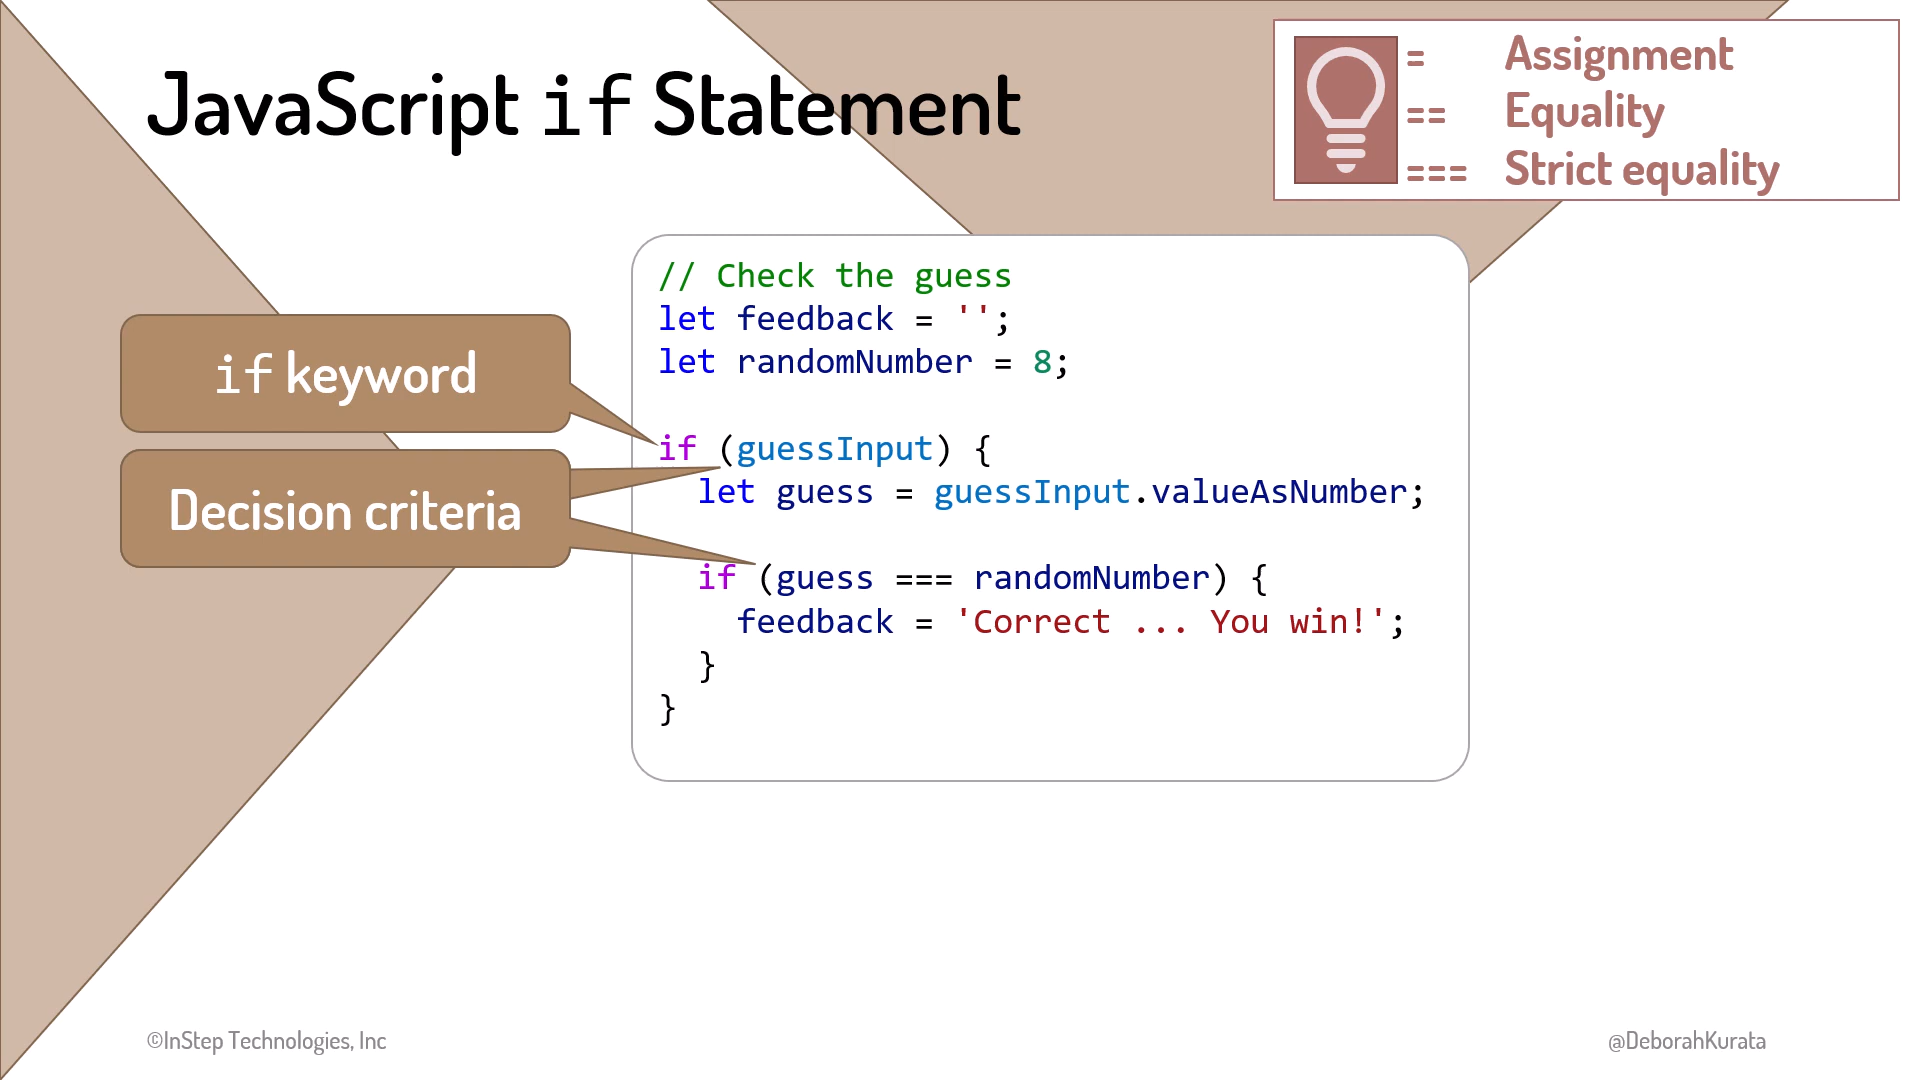 JavaScript if Statement
= Assignment
== Equality
=== Strict equality
if keyword
Decision criteria
// Check the guess
let feedback = '';
let randomNumber = 8;
if (guessInput) {
let guess = guessInput.valueAsNumber;
if (guess === randomNumber) {
feedback = 'Correct ... You win!';
}
}
©InStep Technologies, Inc
@DeborahKurata